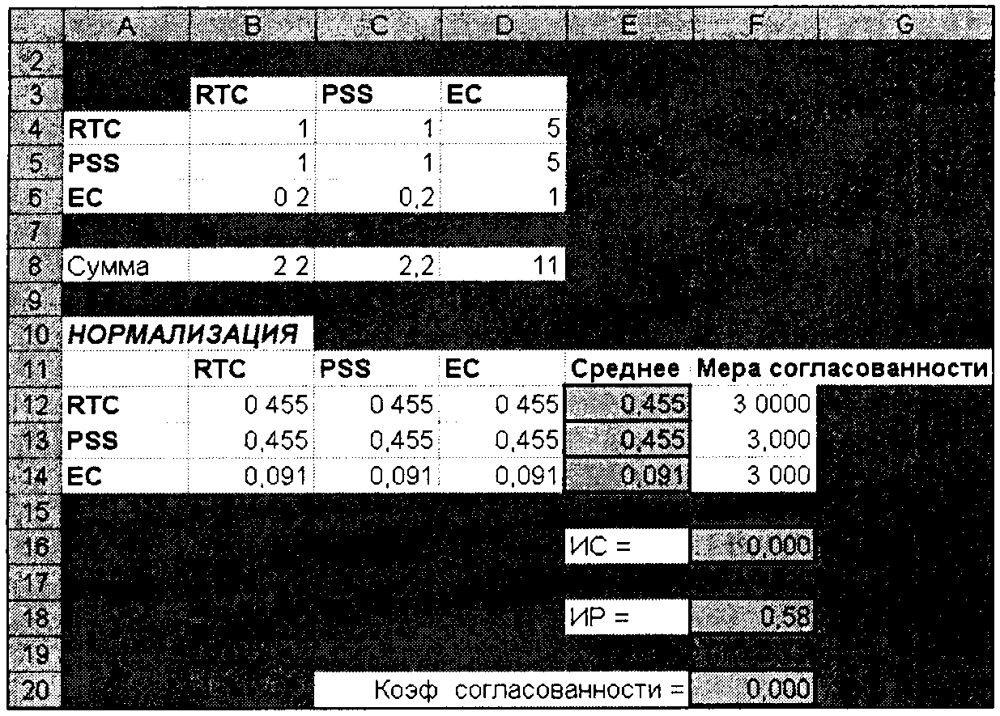 A B C D E F G
2
3 RTC PSS EC
4 RTC 1 1 5
5 PSS 1 1 5
6 EC 0 2 0,2 1
7
8 Сумма 2 2 2,2 11
9
10 НОРМАЛИЗАЦИЯ
11 RTC PSS EC Среднее Мера согласованности
12 RTC 0 455 0 455 0 455 0,455 3 0000
13 PSS 0,455 0,455 0,455 0,455 3,000
14 EC 0,091 0,091 0,091 0,091 3 000
15
16 ИС = 0,000
17
18 ИР = 0,58
19
20 Коэф согласованности = 0,000